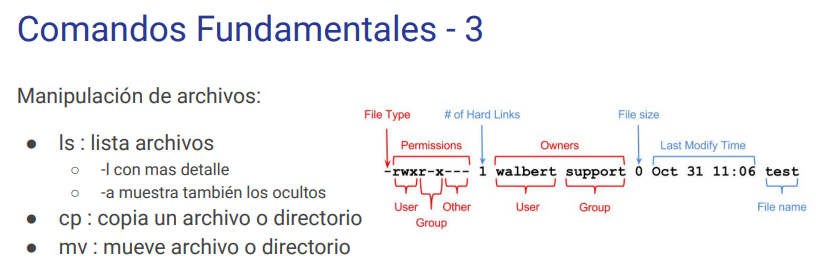 Comandos Fundamentales - 3
Manipulación de archivos:
● ls : lista archivos
○ -l con mas detalle
○ -a muestra también los ocultos
● cp : copia un archivo o directorio
● mv : mueve archivo o directorio
File Type # of Hard Links File size
Permissions Owners Last Modify Time
-rwxr-x--- 1 walbert support 0 Oct 31 11:06 test
User Other User Group File name
Group